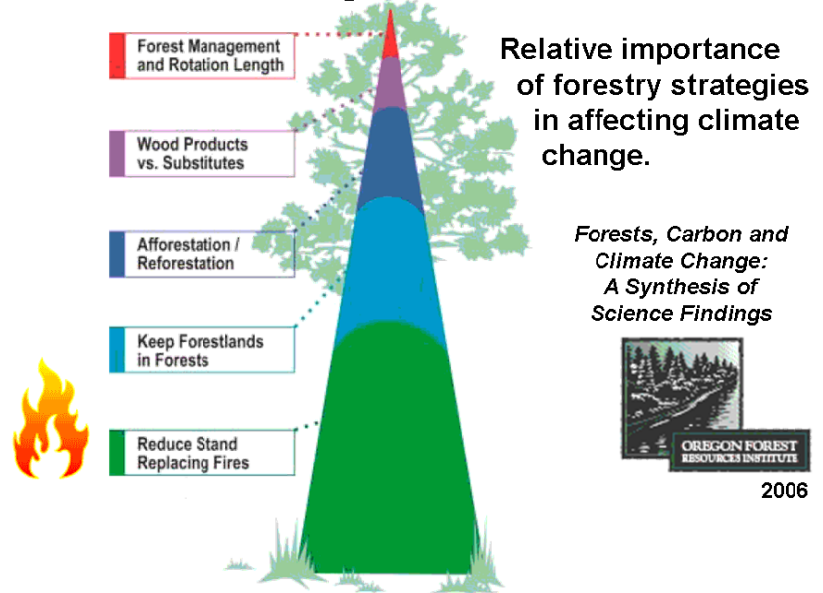 Relative importance
of forestry strategies
in affecting climate
change.
Forest Management
and Rotation Length
Wood Products
vs. Substitutes
Afforestation /
Reforestation
Keep Forestlands
in Forests
Reduce Stand
Replacing Fires
Forests, Carbon and
Climate Change:
A Synthesis of
Science Findings
OREGON FOREST
RESOURCES INSTITUTE
2006